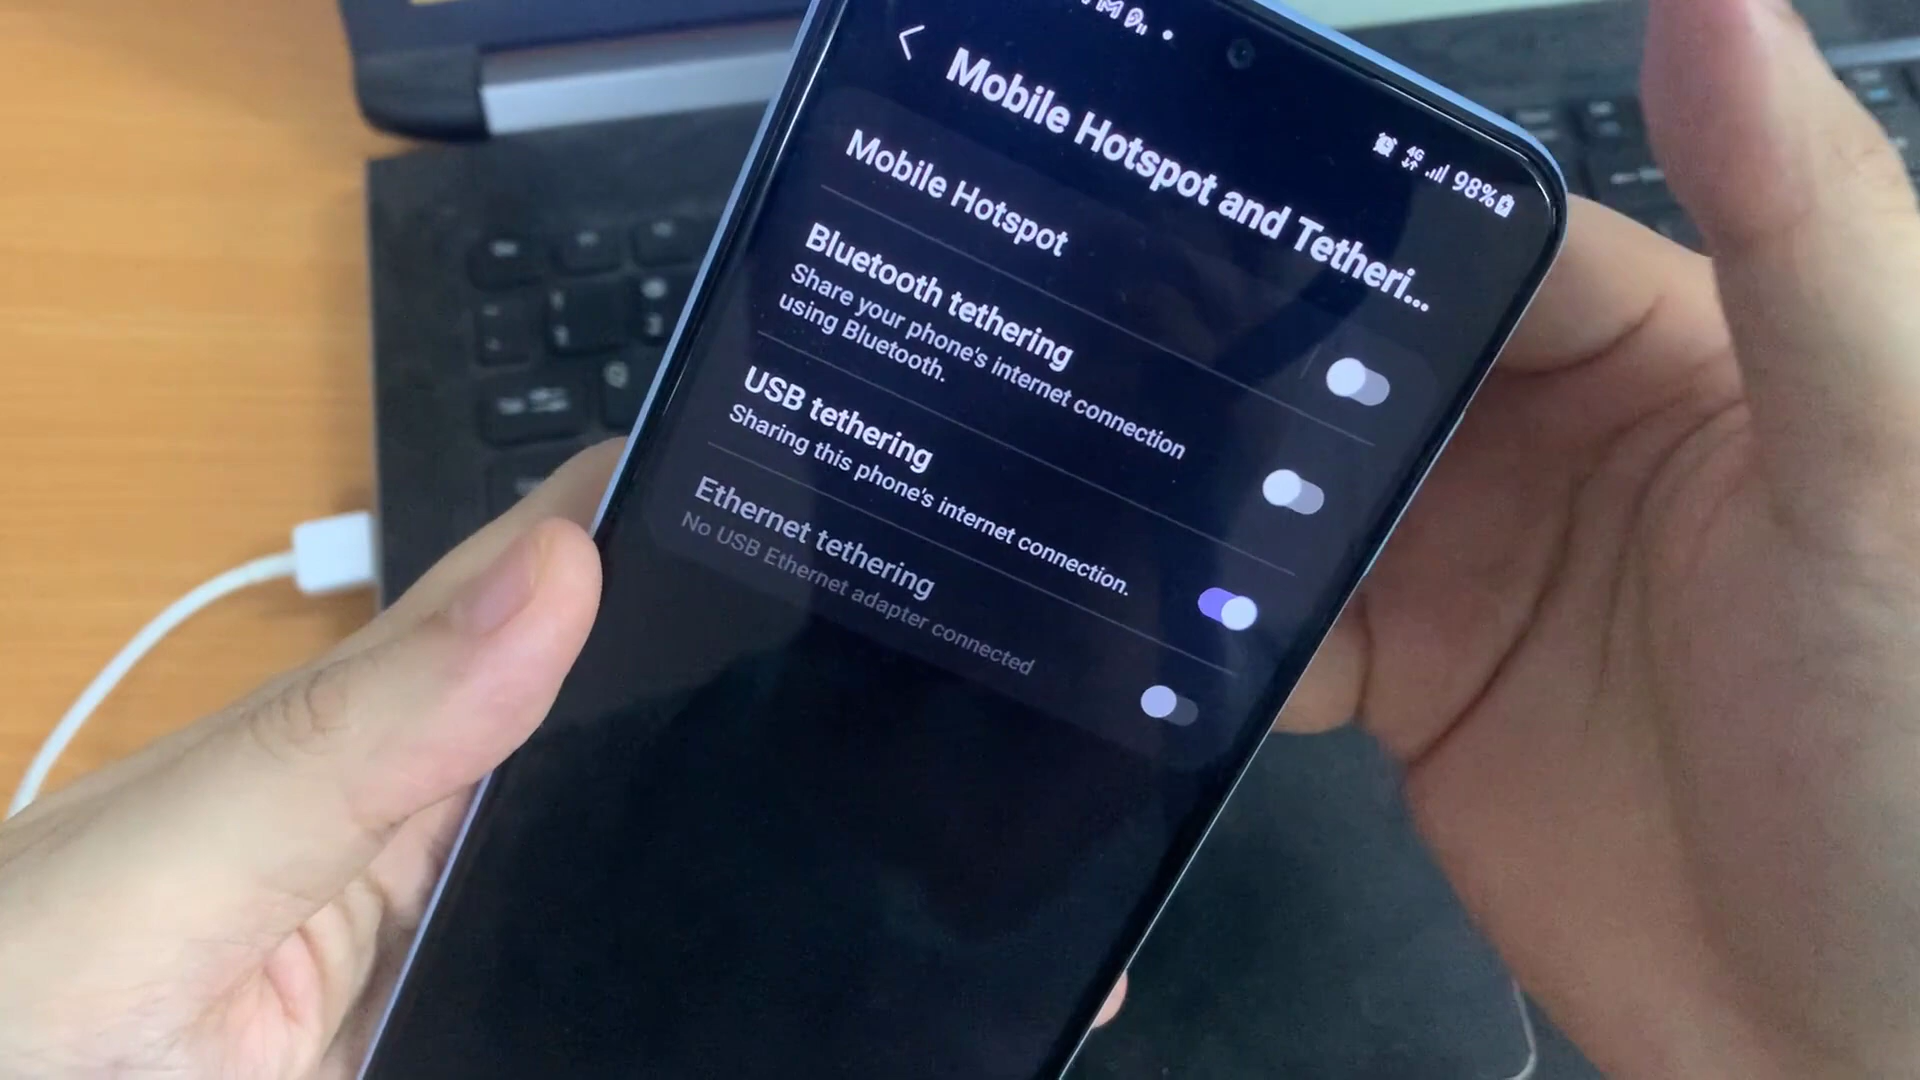 98%
Mobile Hotspot and Tetheri...
Mobile Hotspot
Bluetooth tethering
Share your phone's internet connection
using Bluetooth.
USB tethering
Sharing this phone's internet connection.
Ethernet tethering
No USB Ethernet adapter connected